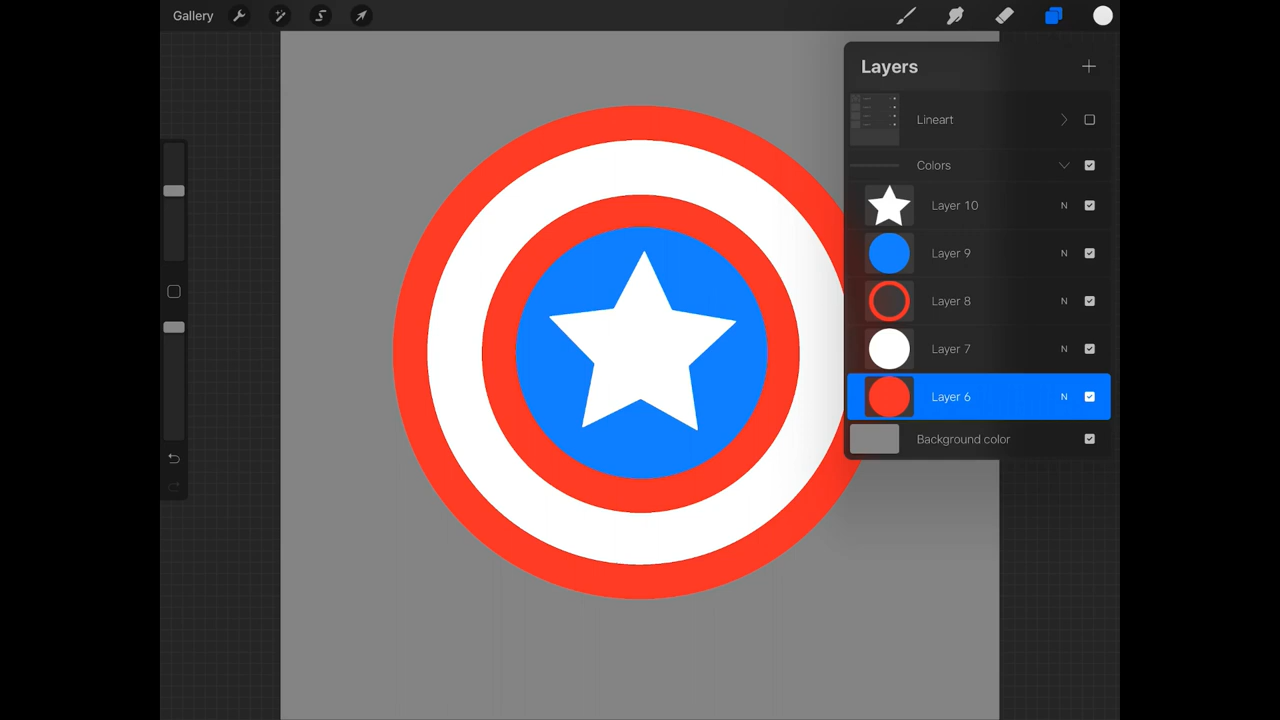 Gallery
Layers
Lineart
Colors
Layer 10 N
Layer 9 N
Layer 8 N
Layer 7 N
Layer 6 N
Background color